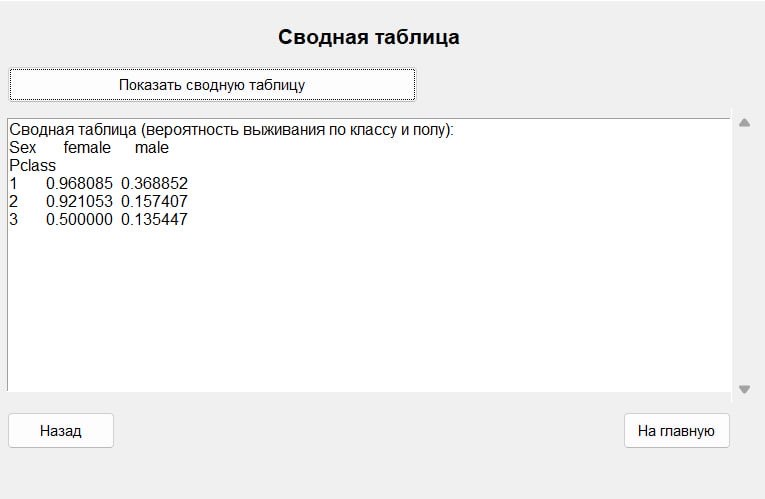 Сводная таблица
Показать сводную таблицу
Сводная таблица (вероятность выживания по классу и полу):
Sex female male
Pclass
1 0.968085 0.368852
2 0.921053 0.157407
3 0.500000 0.135447
Назад На главную